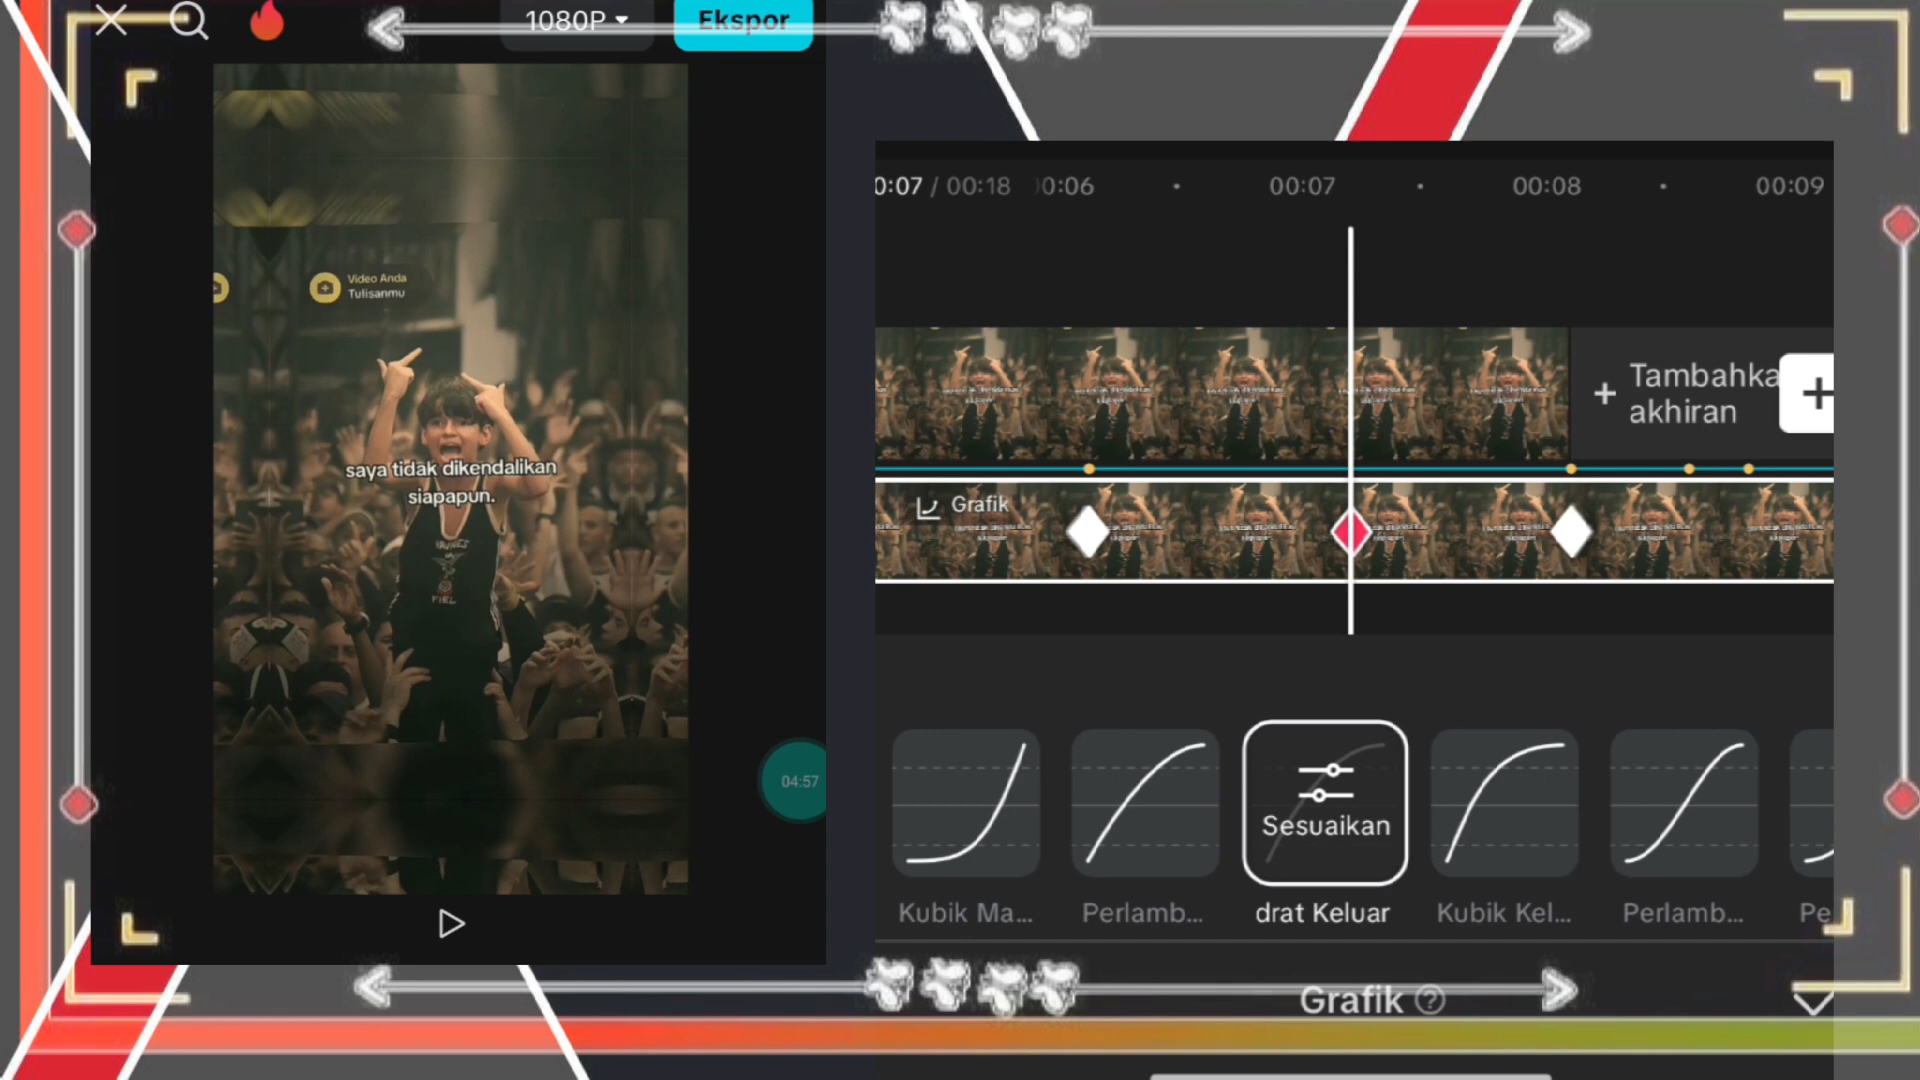 1080P
Ekspor
Video Anda
Tulisanmu
saya tidak dikendalikan
siapapun.
FIEL
04:57
0:07 / 00:18
0:06
00:07
00:08
00:09
+ Tambahka
akhiran
Grafik
Sesuaikan
Kubik Ma...
Perlamb...
drat Keluar
Kubik Kel...
Perlamb...
Pe
Grafik